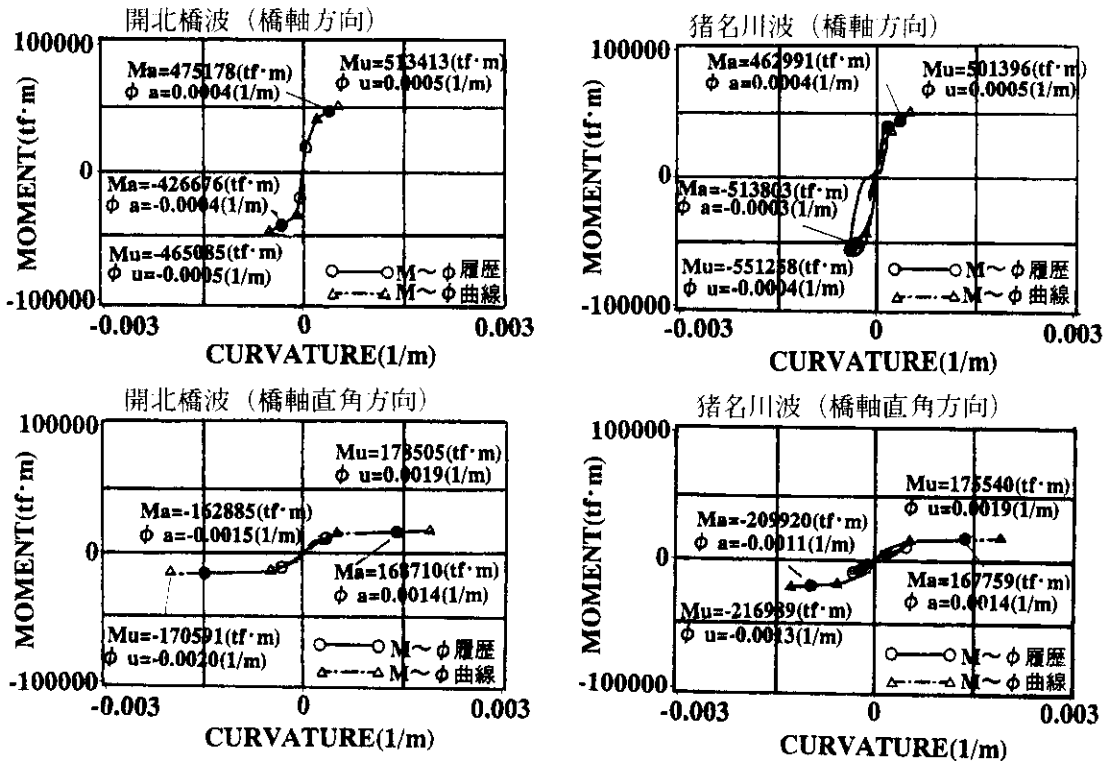 開北橋波（橋軸方向）
100000
Ma=475178(tf·m)
φ a=0.0004(1/m)
Mu=513413(tf·m)
φ u=0.0005(1/m)
MOMENT(tf·m)
0
Ma=-426676(tf·m)
φ a=-0.0004(1/m)
Mu=-465085(tf·m)
φ u=-0.0005(1/m)
M～φ履歴
M～φ曲線
-100000
-0.003
0
0.003
CURVATURE(1/m)
猪名川波（橋軸方向）
100000
Ma=462991(tf·m)
φ a=0.0004(1/m)
Mu=501396(tf·m)
φ u=0.0005(1/m)
MOMENT(tf·m)
0
Ma=-513803(tf·m)
φ a=-0.0003(1/m)
Mu=-551258(tf·m)
φ u=-0.0004(1/m)
M～φ履歴
M～φ曲線
-100000
-0.003
0
0.003
CURVATURE(1/m)
開北橋波（橋軸直角方向）
100000
Mu=178505(tf·m)
φ u=0.0019(1/m)
MOMENT(tf·m)
Ma=-162885(tf·m)
φ a=-0.0015(1/m)
0
Ma=168710(tf·m)
φ a=0.0014(1/m)
Mu=-170591(tf·m)
φ u=-0.0020(1/m)
M～φ履歴
M～φ曲線
-100000
-0.003
0
0.003
CURVATURE(1/m)
猪名川波（橋軸直角方向）
100000
Mu=175540(tf·m)
φ u=0.0019(1/m)
MOMENT(tf·m)
Ma=-209920(tf·m)
φ a=-0.0011(1/m)
0
Ma=167759(tf·m)
φ a=0.0014(1/m)
Mu=-216989(tf·m)
φ u=-0.0013(1/m)
M～φ履歴
M～φ曲線
-100000
-0.003
0
0.003
CURVATURE(1/m)